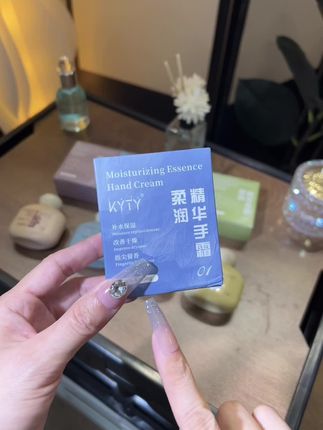 Moisturizing Essence
Hand Cream
KYTY
柔润
精华手霜
补水保湿
改善干燥
指尖留香
01